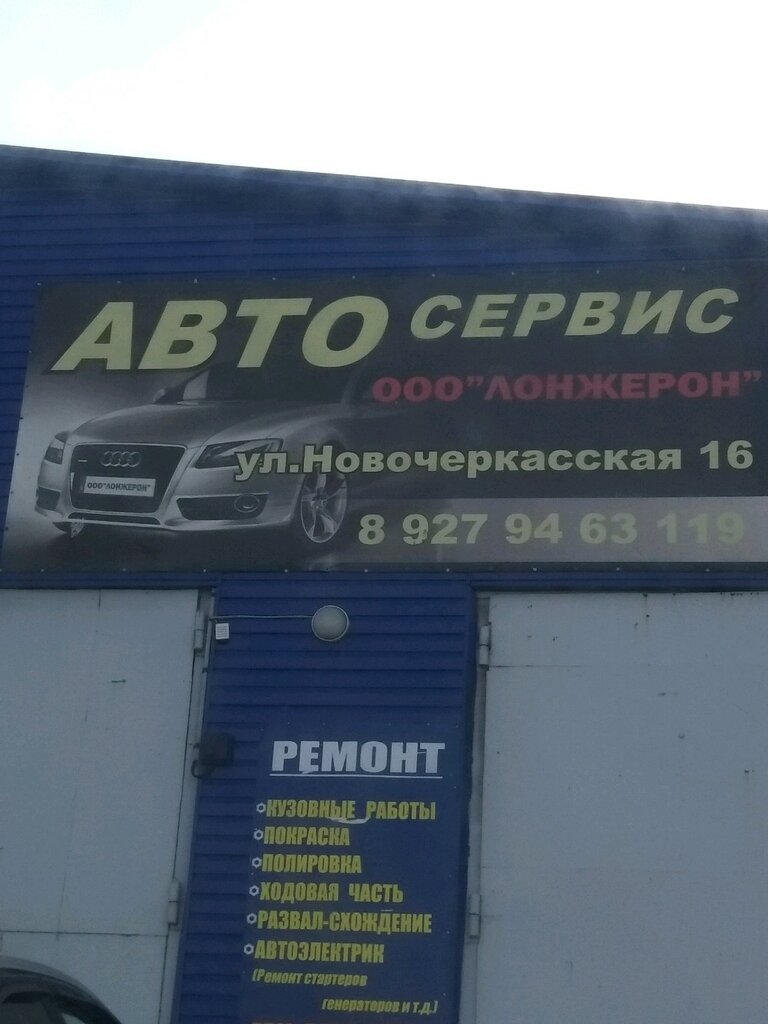 АВТО СЕРВИС
ООО"ЛОНЖЕРОН"
ул.Новочеркасская 16
ООО"ЛОНЖЕРОН"
8 927 94 63 119
РЕМОНТ
КУЗОВНЫЕ РАБОТЫ
ПОКРАСКА
ПОЛИРОВКА
ХОДОВАЯ ЧАСТЬ
РАЗВАЛ-СХОЖДЕНИЕ
АВТОЭЛЕКТРИК
(Ремонт стартеров
генераторов и т.д.)